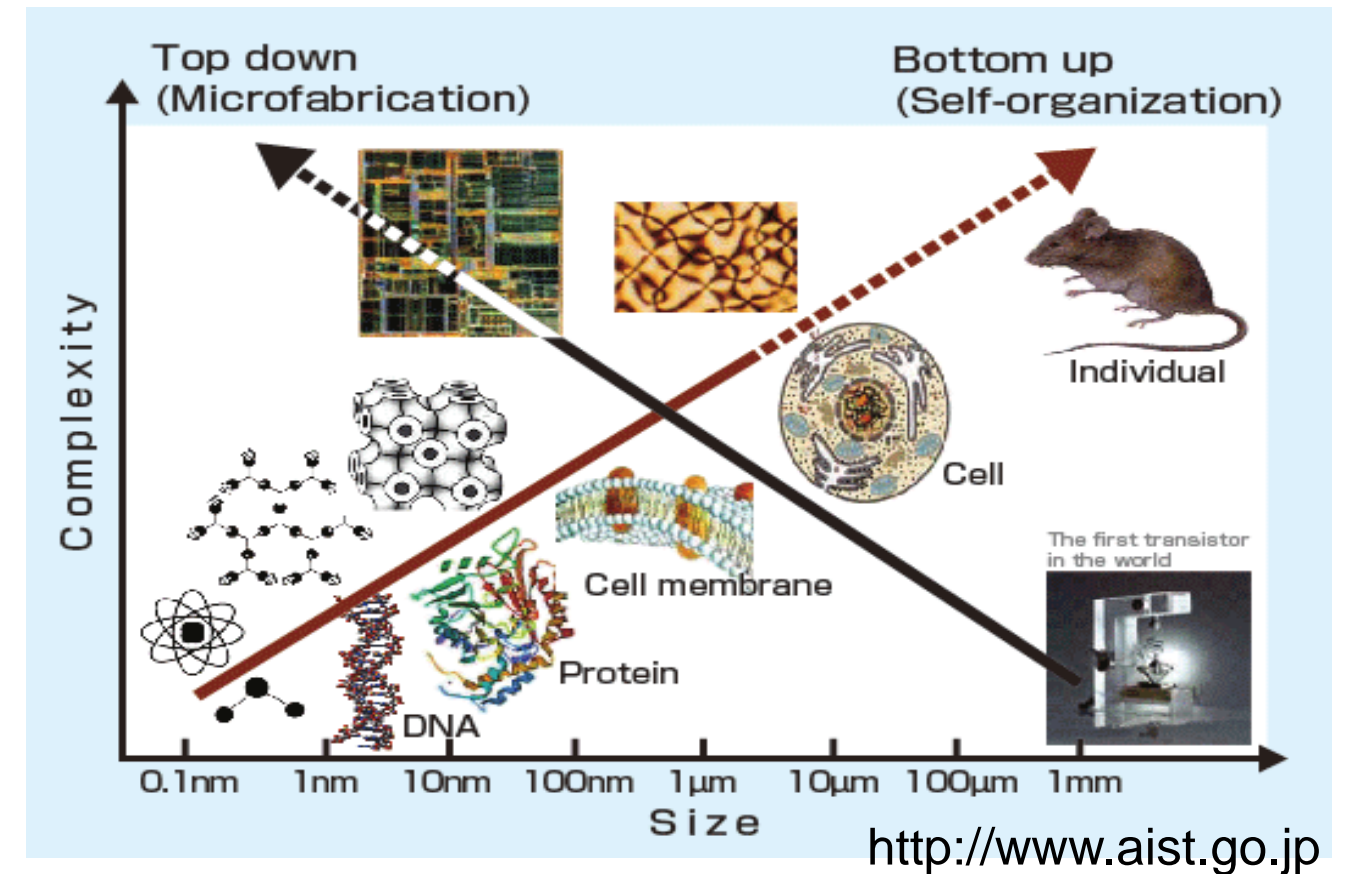 Top down
(Microfabrication)
Bottom up
(Self-organization)
Complexity
Individual
Cell
The first transistor
in the world
Cell membrane
Protein
DNA
0.1nm 1nm 10nm 100nm 1μm 10μm 100μm 1mm
Size
http://www.aist.go.jp